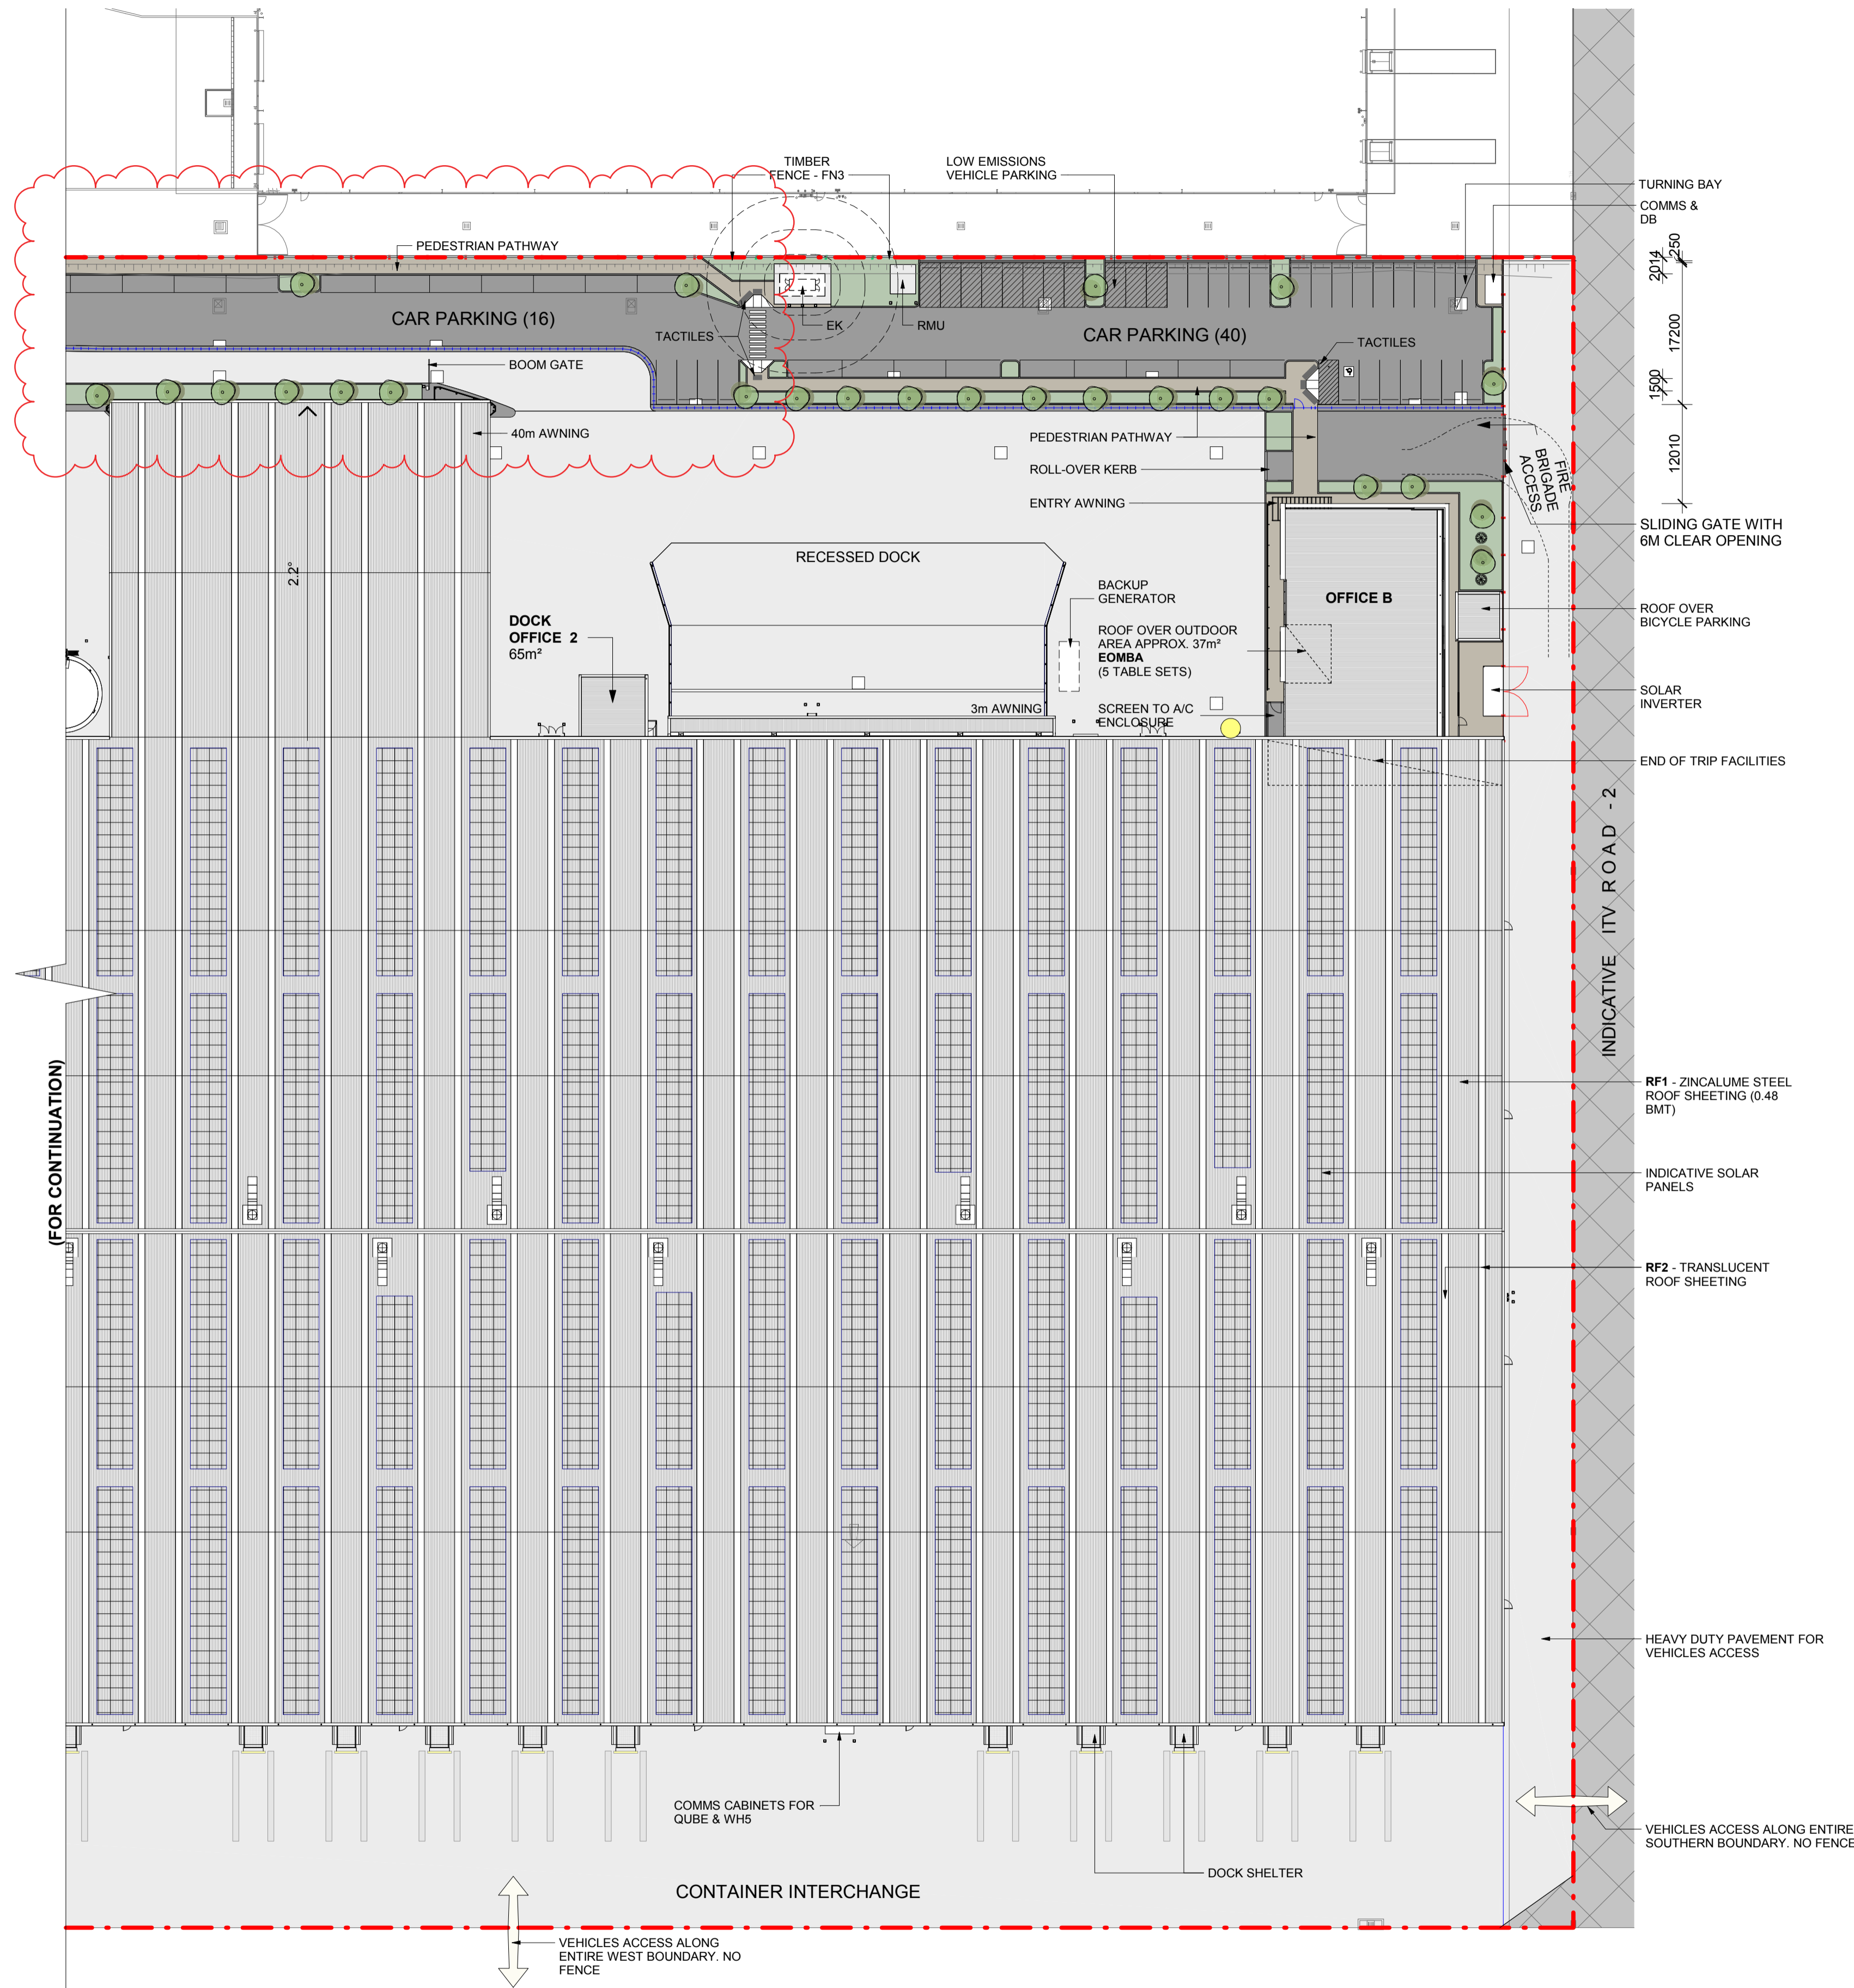 TIMBER
FENCE - FN3
LOW EMISSIONS
VEHICLE PARKING
TURNING BAY
COMMS &
DB
PEDESTRIAN PATHWAY
250
2014
17200
1500
12010
CAR PARKING (16)
TACTILES
EK
RMU
CAR PARKING (40)
TACTILES
BOOM GATE
40m AWNING
PEDESTRIAN PATHWAY
ROLL-OVER KERB
ENTRY AWNING
FIRE
BRIGADE
ACCESS
SLIDING GATE WITH
6M CLEAR OPENING
2.2°
RECESSED DOCK
BACKUP
GENERATOR
OFFICE B
ROOF OVER
BICYCLE PARKING
DOCK
OFFICE 2
65m²
ROOF OVER OUTDOOR
AREA APPROX. 37m²
EOMBA
(5 TABLE SETS)
3m AWNING
SCREEN TO A/C
ENCLOSURE
SOLAR
INVERTER
END OF TRIP FACILITIES
INDICATIVE ITV ROAD - 2
(FOR CONTINUATION)
RF1 - ZINCALUME STEEL
ROOF SHEETING (0.48
BMT)
INDICATIVE SOLAR
PANELS
RF2 - TRANSLUCENT
ROOF SHEETING
HEAVY DUTY PAVEMENT FOR
VEHICLES ACCESS
COMMS CABINETS FOR
QUBE & WH5
VEHICLES ACCESS ALONG ENTIRE
SOUTHERN BOUNDARY. NO FENCE
DOCK SHELTER
CONTAINER INTERCHANGE
VEHICLES ACCESS ALONG
ENTIRE WEST BOUNDARY. NO
FENCE